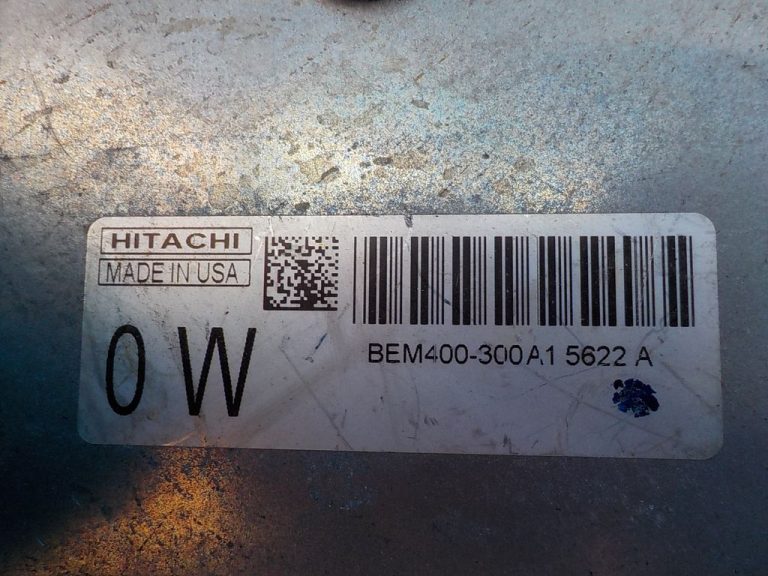 HITACHI
MADE IN USA
0 W
BEM400-300A1 5622 A